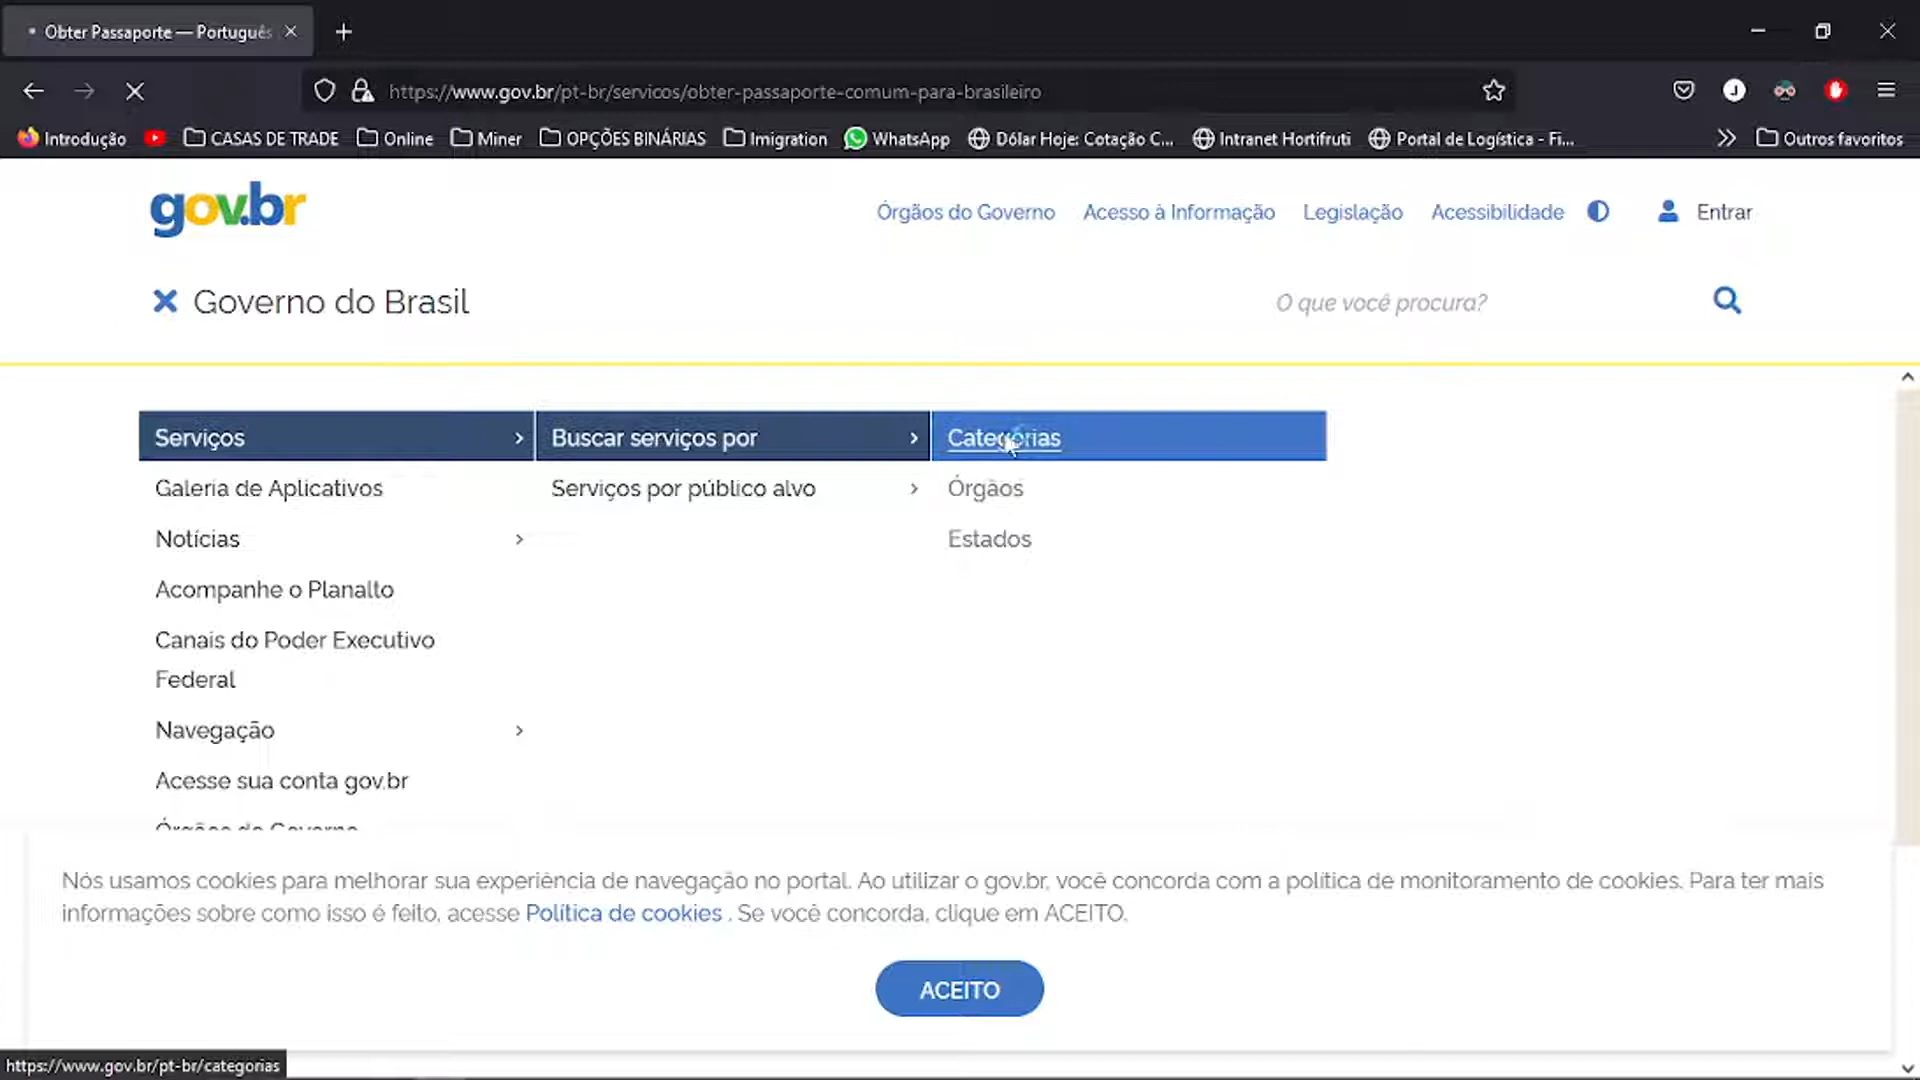 Obter Passaporte — Português
https://www.gov.br/pt-br/servicos/obter-passaporte-comum-para-brasileiro
J
Introdução CASAS DE TRADE Online Miner OPÇÕES BINÁRIAS Imigration WhatsApp Dólar Hoje: Cotação C... Intranet Hortifruti Portal de Logística - Fi... Outros favoritos
gov.br Órgãos do Governo Acesso à Informação Legislação Acessibilidade Entrar
Governo do Brasil O que você procura?
Serviços Buscar serviços por Categorias
Galeria de Aplicativos Serviços por público alvo Órgãos
Notícias Estados
Acompanhe o Planalto
Canais do Poder Executivo
Federal
Navegação
Acesse sua conta gov.br
Órgãos do Governo
Nós usamos cookies para melhorar sua experiência de navegação no portal. Ao utilizar o gov.br, você concorda com a política de monitoramento de cookies. Para ter mais
informações sobre como isso é feito, acesse Política de cookies . Se você concorda, clique em ACEITO.
ACEITO
https://www.gov.br/pt-br/categorias